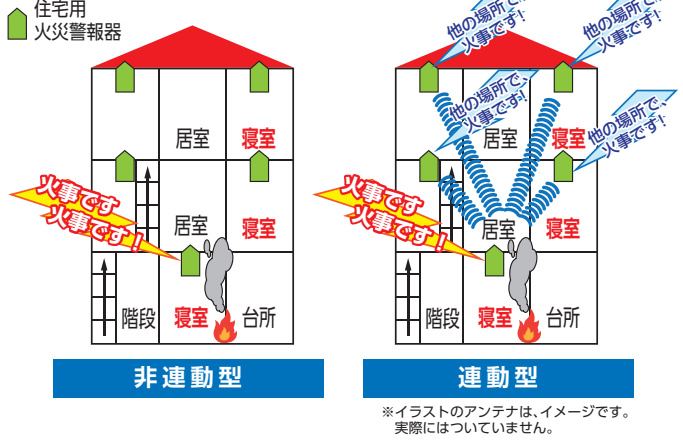 住宅用
火災警報器
居室
寝室
火事です
火事です!
居室
寝室
階段
寝室
台所
非連動型
他の場所で、
火事です!
他の場所で、
火事です!
他の場所で、
火事です!
居室
寝室
他の場所で、
火事です!
火事です
火事です!
居室
寝室
階段
寝室
台所
連動型
※イラストのアンテナは、イメージです。
実際にはついていません。